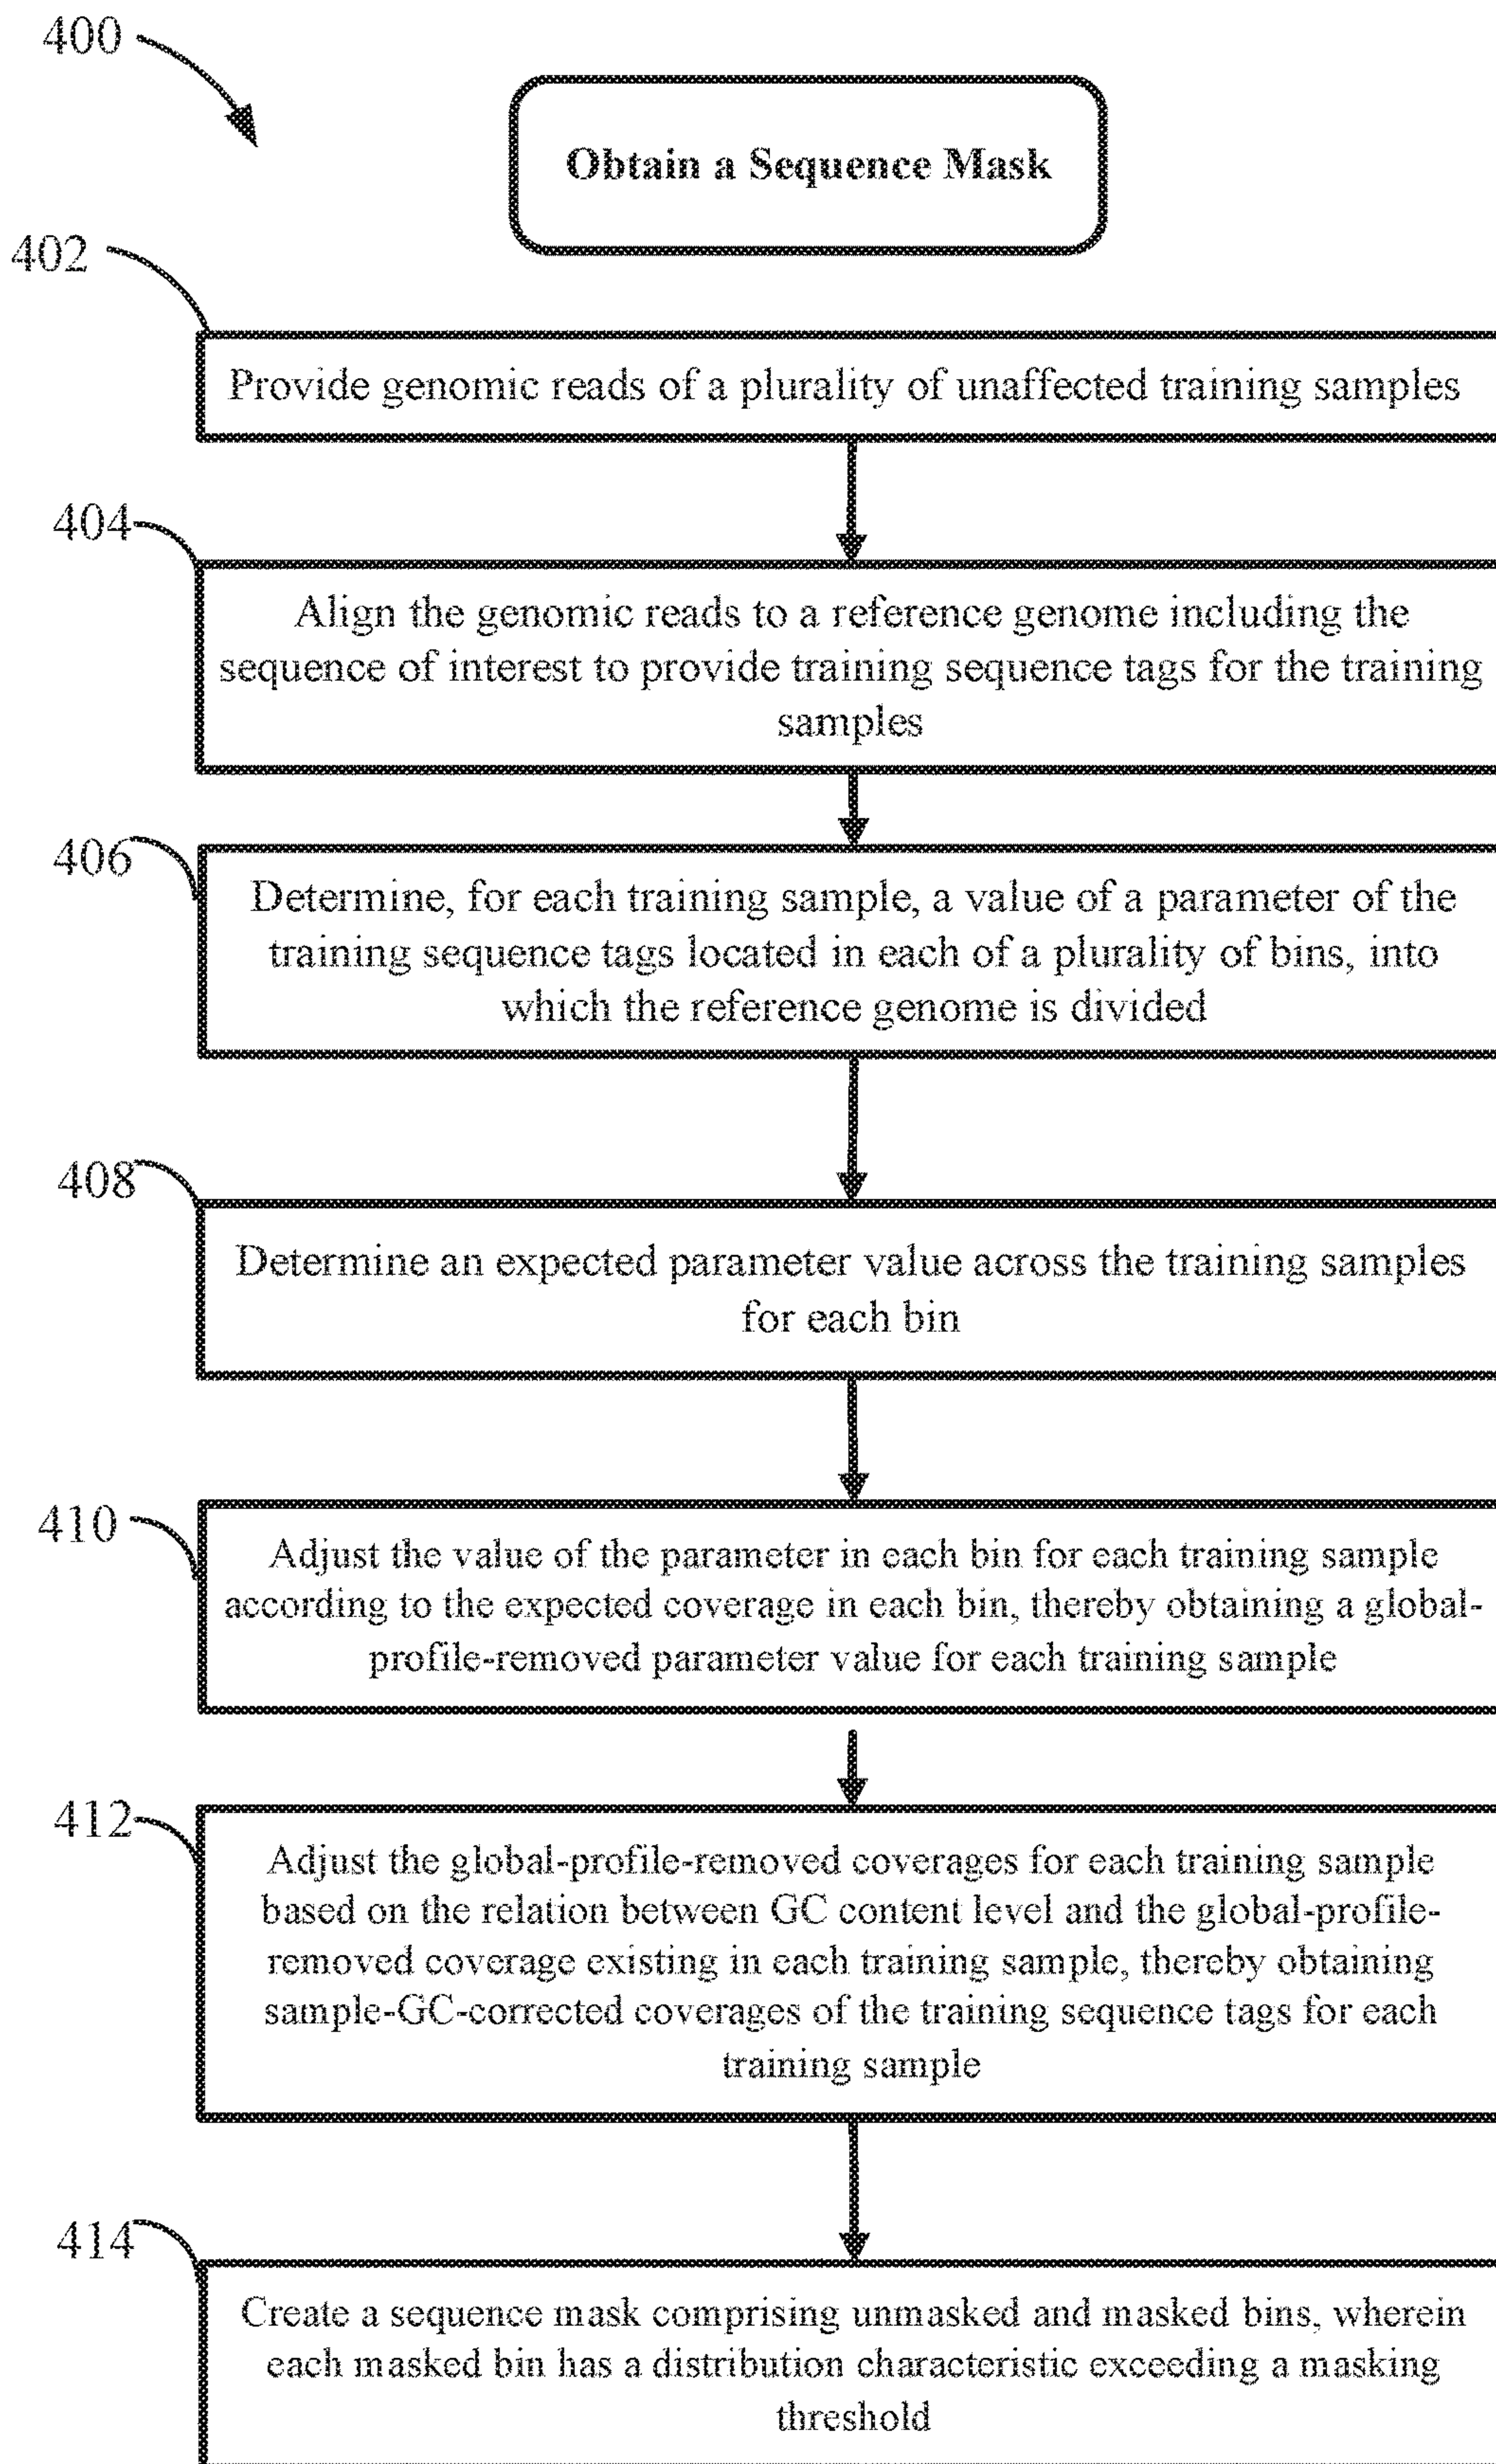 400
Obtain a Sequence Mask
402
Provide genomic reads of a plurality of unaffected training samples
404
Align the genomic reads to a reference genome including the
sequence of interest to provide training sequence tags for the training
samples
406
Determine, for each training sample, a value of a parameter of the
training sequence tags located in each of a plurality of bins, into
which the reference genome is divided
408
Determine an expected parameter value across the training samples
for each bin
410
Adjust the value of the parameter in each bin for each training sample
according to the expected coverage in each bin, thereby obtaining a global-
profile-removed parameter value for each training sample
412
Adjust the global-profile-removed coverages for each training sample
based on the relation between GC content level and the global-profile-
removed coverage existing in each training sample, thereby obtaining
sample-GC-corrected coverages of the training sequence tags for each
training sample
414
Create a sequence mask comprising unmasked and masked bins, wherein
each masked bin has a distribution characteristic exceeding a masking
threshold